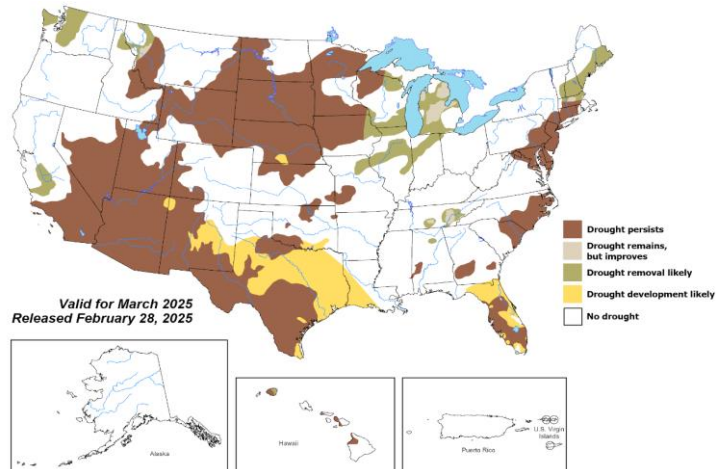 Drought persists
Drought remains,
but improves
Drought removal likely
Drought development likely
No drought
Valid for March 2025
Released February 28, 2025
Alaska
Hawaii
Puerto Rico
U.S. Virgin
Islands